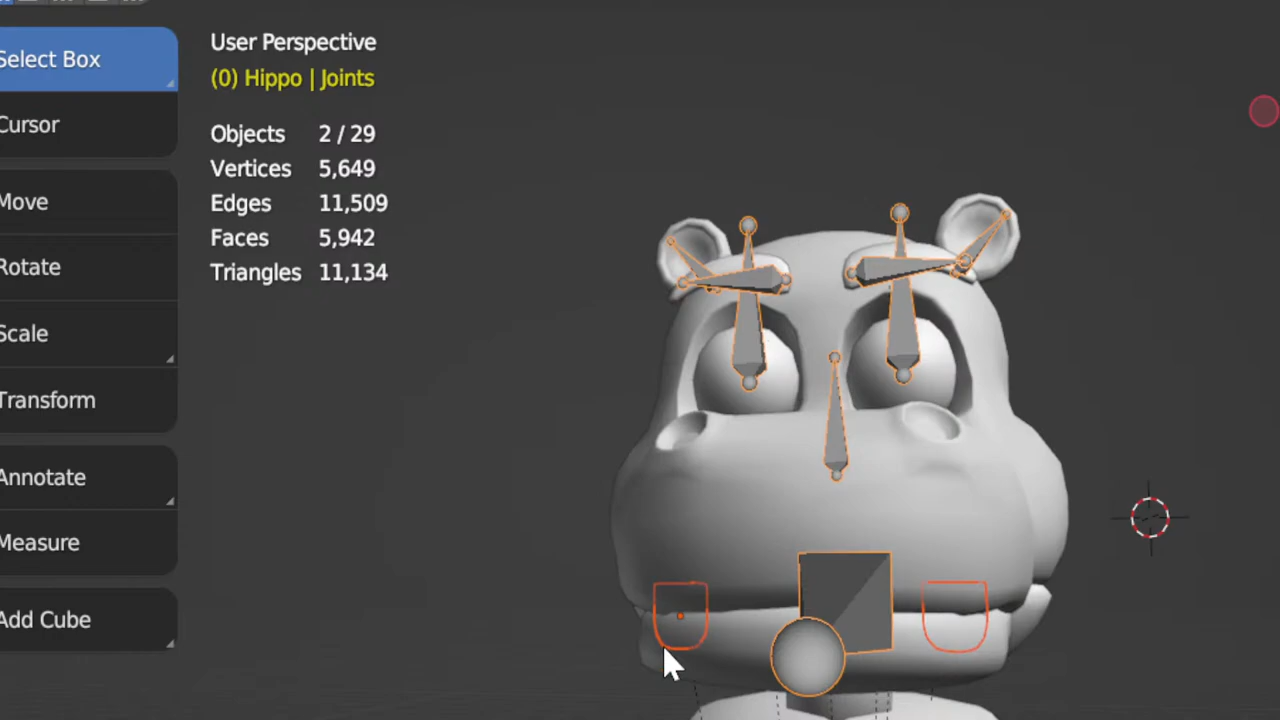 Select Box
Cursor
Move
Rotate
Scale
Transform
Annotate
Measure
Add Cube
User Perspective
(0) Hippo | Joints
Objects 2 / 29
Vertices 5,649
Edges 11,509
Faces 5,942
Triangles 11,134